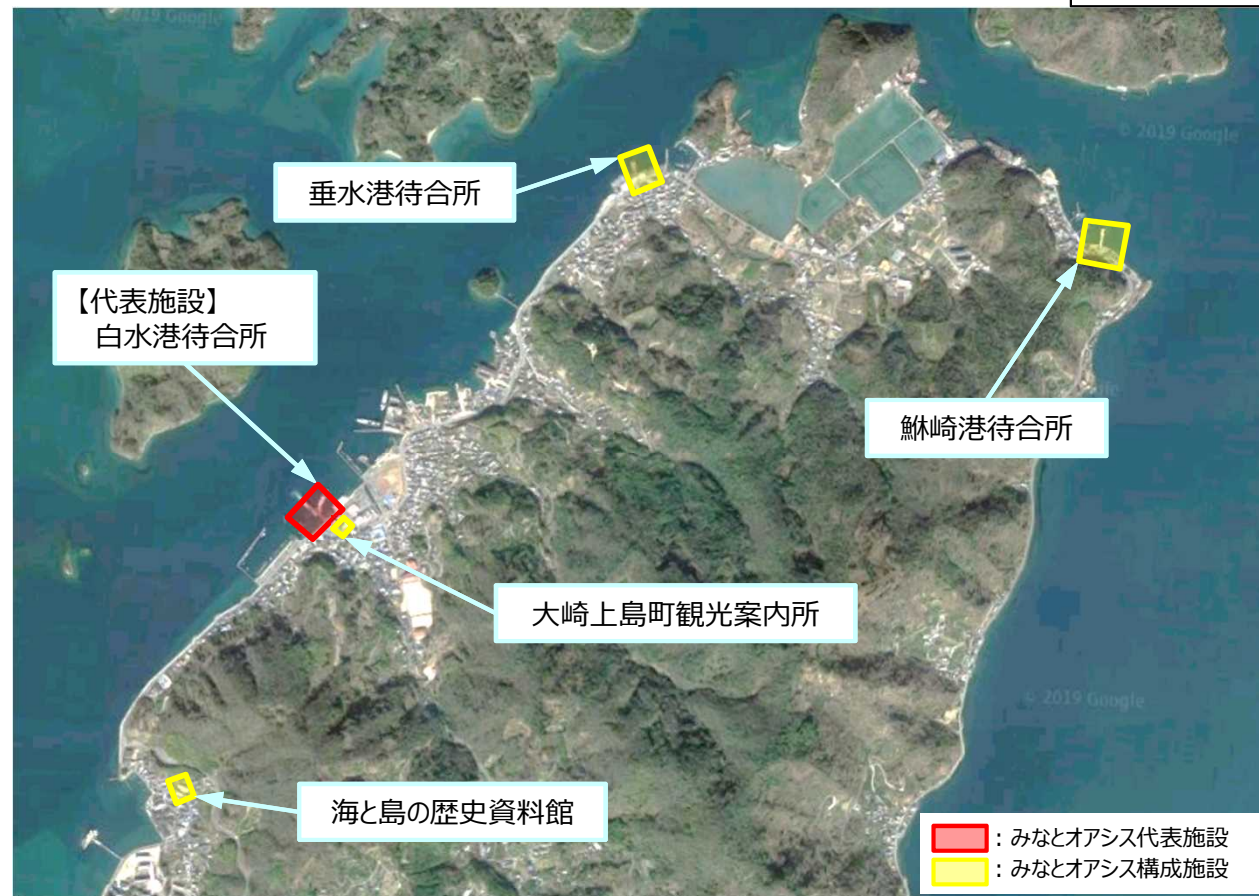 © 2019 Google
© 2019 Google
垂水港待合所
【代表施設】
白水港待合所
鮴崎港待合所
大崎上島町観光案内所
© 2019 Google
海と島の歴史資料館
：みなとオアシス代表施設
：みなとオアシス構成施設